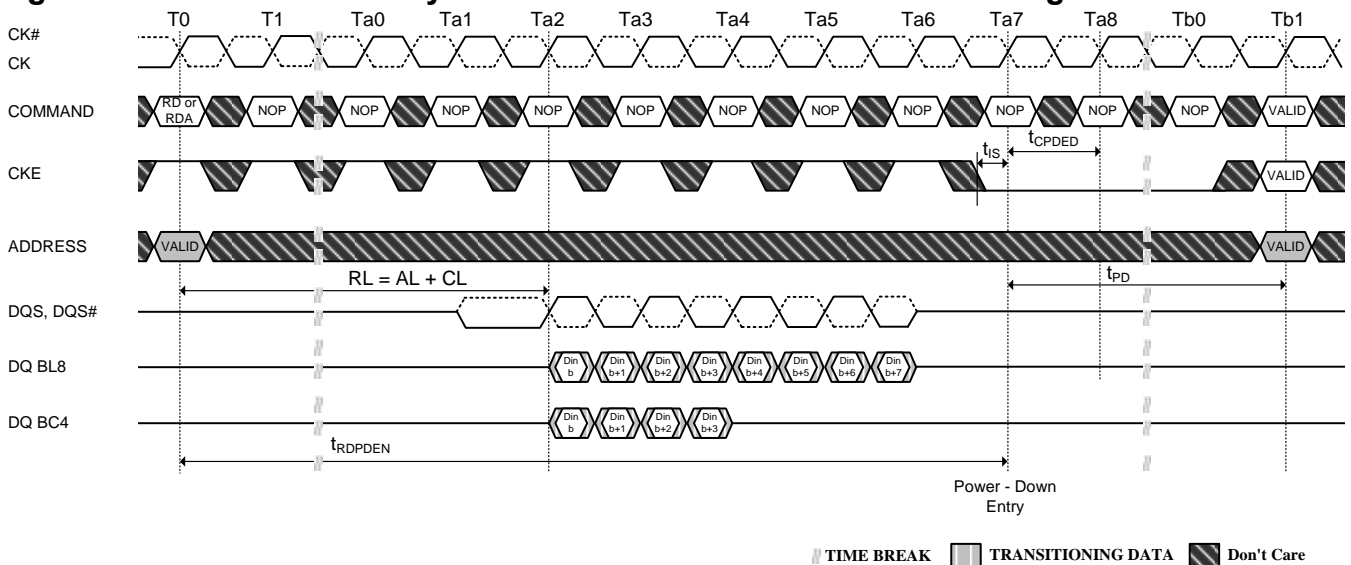 T0 T1 Ta0 Ta1 Ta2 Ta3 Ta4 Ta5 Ta6 Ta7 Ta8 Tb0 Tb1
CK#
CK
COMMAND
RD or
RDA
NOP NOP NOP NOP NOP NOP NOP NOP NOP NOP NOP VALID
tIS
tCPDED
CKE
VALID
ADDRESS
VALID
VALID
RL = AL + CL
tPD
DQS, DQS#
DQ BL8
Din Din Din Din Din Din Din Din
b b+1 b+2 b+3 b+4 b+5 b+6 b+7
DQ BC4
Din Din Din Din
b b+1 b+2 b+3
tRDPDEN
Power - Down
Entry
TIME BREAK TRANSITIONING DATA Don't Care